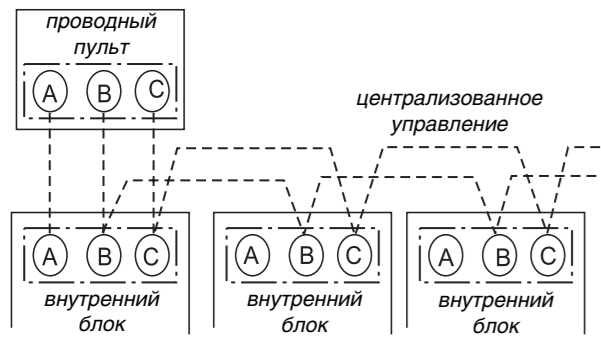 проводный
пульт
A B C
централизованное
управление
A B C
A B C
A B C
внутренний
блок
внутренний
блок
внутренний
блок